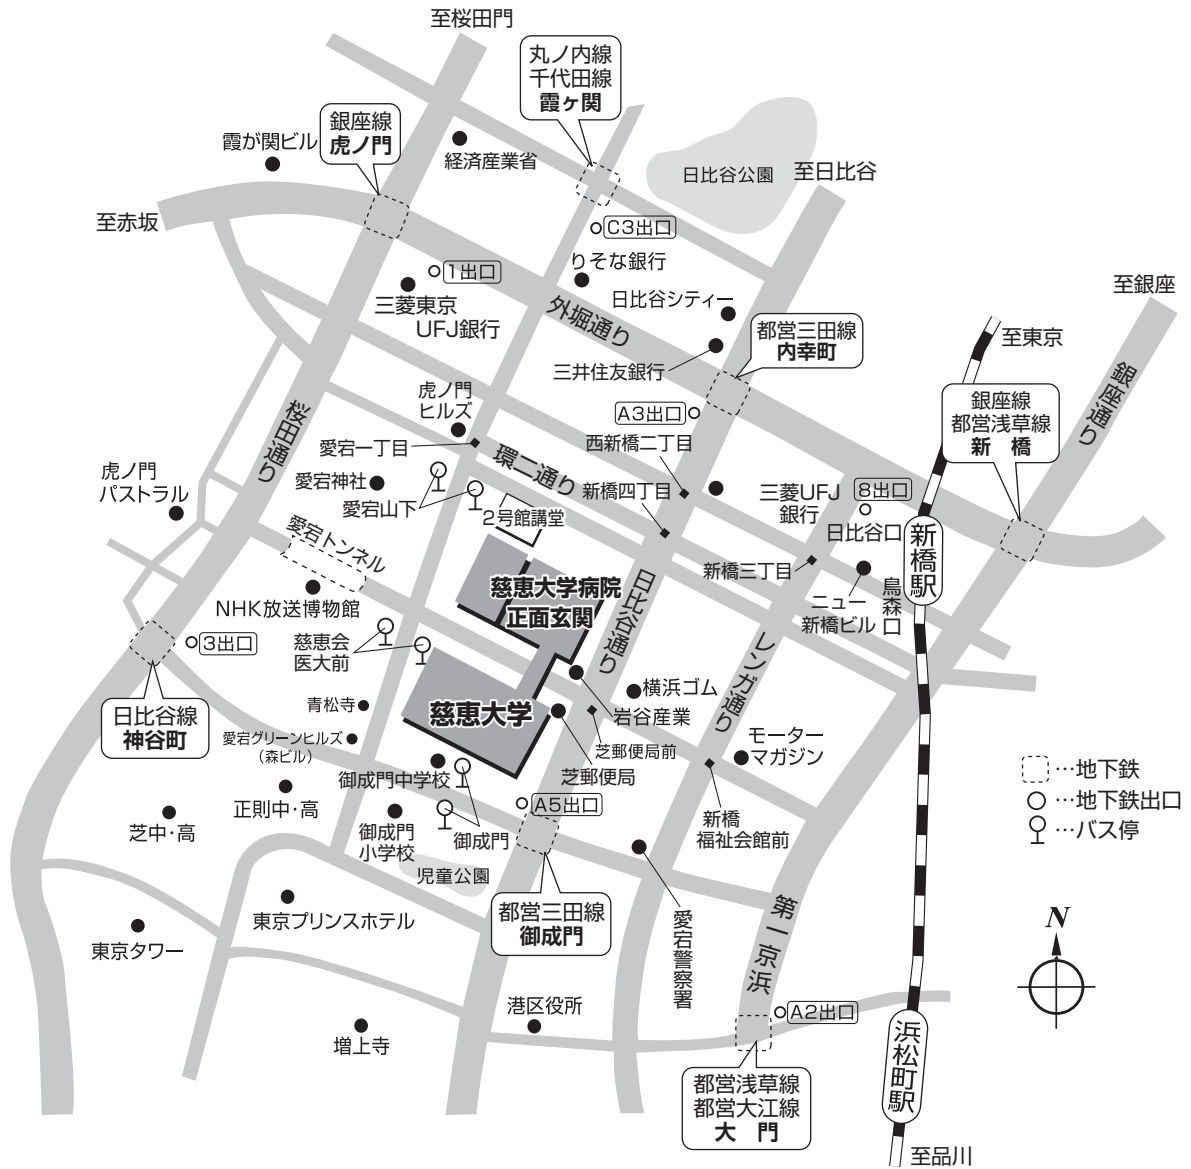 至桜田門
丸ノ内線
千代田線
霞ヶ関
銀座線
虎ノ門
霞が関ビル
経済産業省
日比谷公園
至日比谷
至赤坂
C3出口
りそな銀行
1出口
三菱東京
UFJ銀行
日比谷シティー
外堀通り
都営三田線
内幸町
至銀座
至東京
三井住友銀行
銀座通り
銀座線
都営浅草線
新 橋
虎ノ門
ヒルズ
A3出口
桜田通り
愛宕一丁目
西新橋二丁目
環二通り
虎ノ門
パストラル
愛宕神社
愛宕山下
新橋四丁目
三菱UFJ
銀行
8出口
2号館講堂
日比谷口
愛宕トンネル
新橋駅
新橋三丁目
慈恵大学病院
正面玄関
日比谷通り
ニュー
新橋ビル
烏森口
NHK放送博物館
3出口
慈恵会
医大前
レンガ通り
横浜ゴム
日比谷線
神谷町
青松寺
慈恵大学
岩谷産業
愛宕グリーンヒルズ
(森ビル)
芝郵便局前
モーター
マガジン
御成門中学校
芝郵便局
…地下鉄
正則中・高
A5出口
…地下鉄出口
芝中・高
御成門
小学校
御成門
新橋
福祉会館前
…バス停
児童公園
東京プリンスホテル
都営三田線
御成門
愛宕警察署
第一京浜
N
東京タワー
港区役所
A2出口
増上寺
浜松町駅
都営浅草線
都営大江線
大 門
至品川